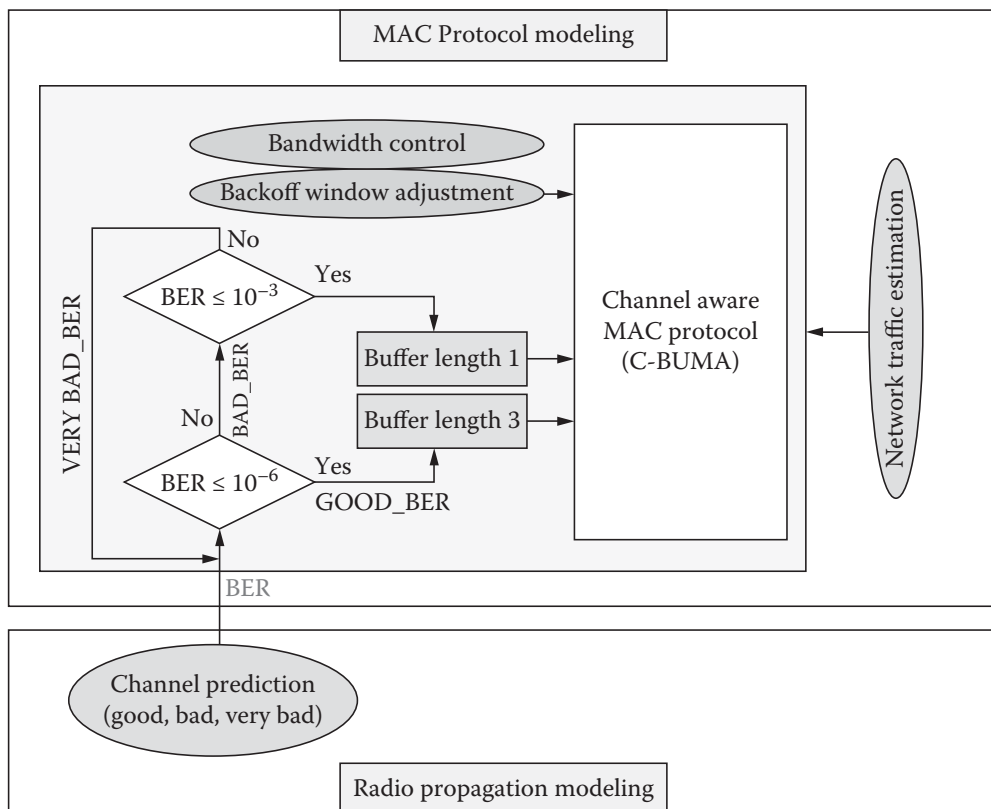 MAC Protocol modeling
Bandwidth control
Backoff window adjustment
No
Yes
BER ≤ 10⁻³
Channel aware
MAC protocol
(C-BUMA)
Network traffic estimation
VERY BAD_BER
Buffer length 1
BAD_BER
Buffer length 3
No
Yes
BER ≤ 10⁻⁶
GOOD_BER
BER
Channel prediction
(good, bad, very bad)
Radio propagation modeling